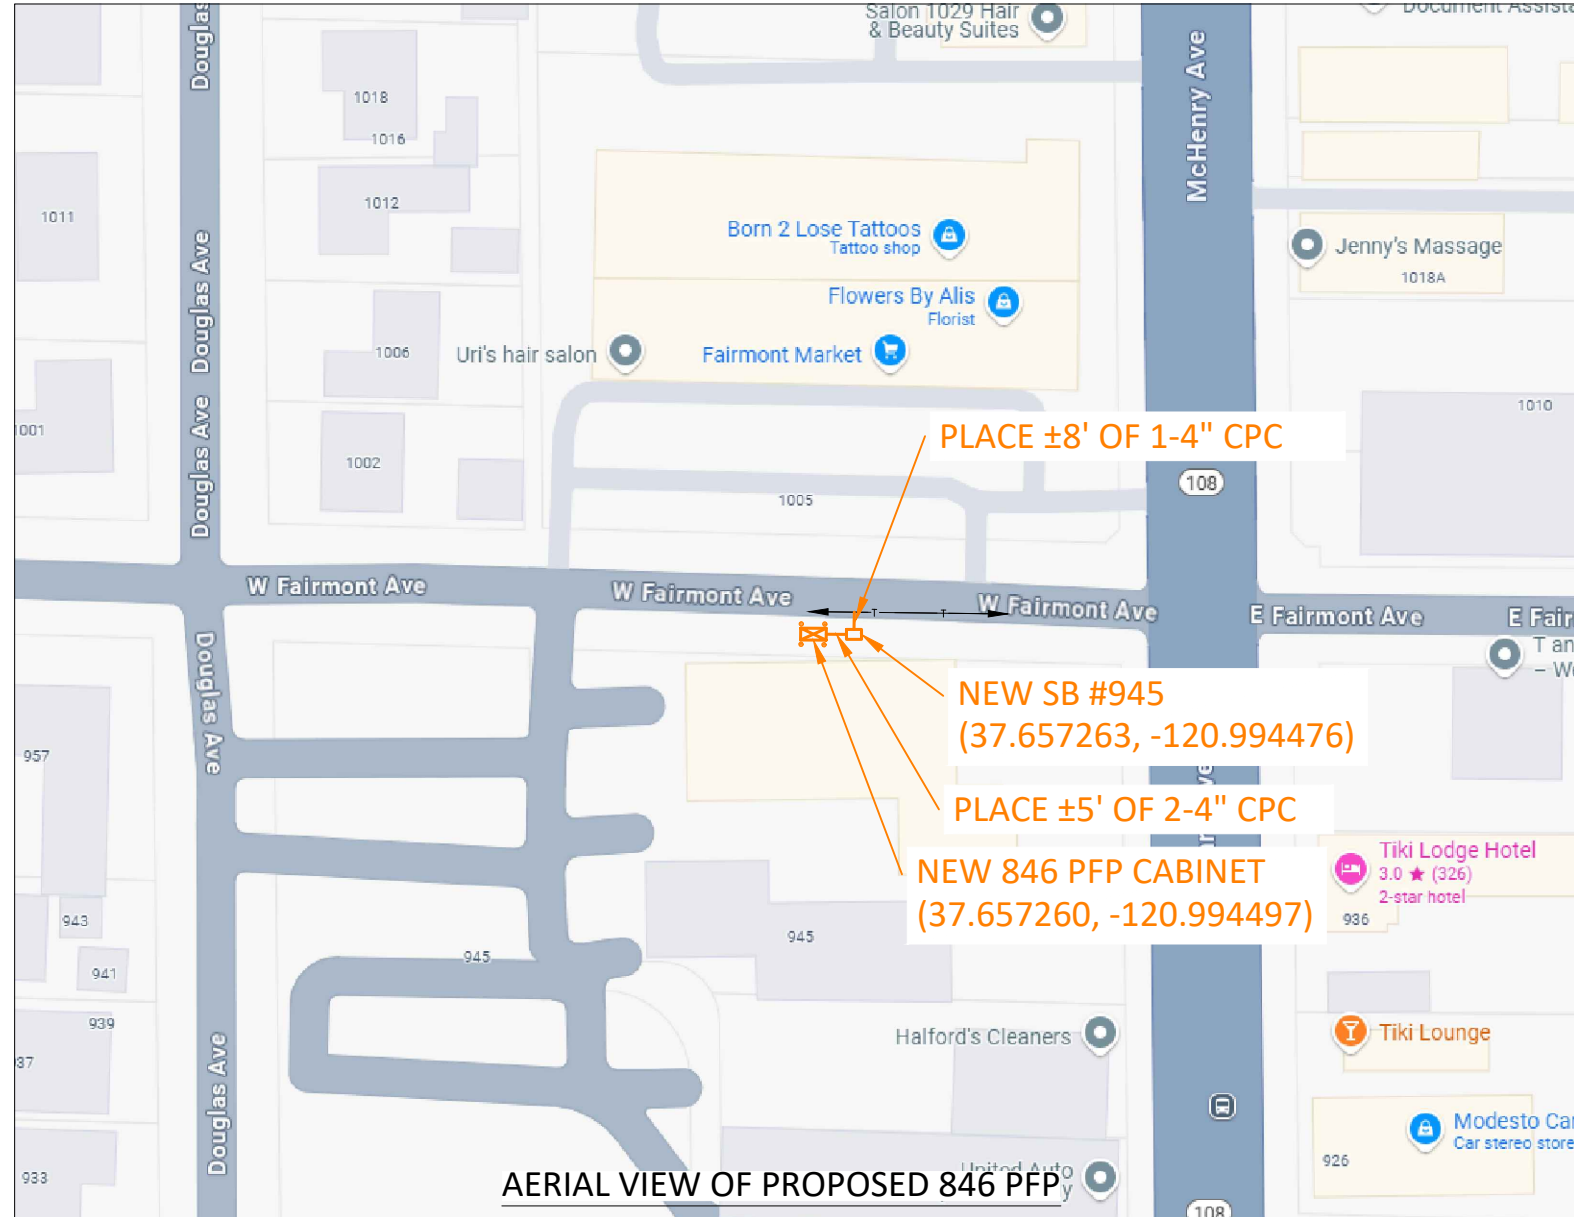 Salon 1029 Hair
& Beauty Suites
Douglas
McHenry Ave
1018
1016
1012
1011
Douglas Ave
Born 2 Lose Tattoos
Tattoo shop
Jenny's Massage
1018A
Flowers By Alis
Florist
1006
Uri's hair salon
Fairmont Market
Douglas Ave
1001
1002
1010
PLACE ±8' OF 1-4" CPC
108
1005
W Fairmont Ave
W Fairmont Ave
W Fairmont Ave
E Fairmont Ave
T
T
Douglas Ave
NEW SB #945
(37.657263, -120.994476)
957
PLACE ±5' OF 2-4" CPC
NEW 846 PFP CABINET
(37.657260, -120.994497)
Tiki Lodge Hotel
3.0 ★ (326)
2-star hotel
936
943
945
945
941
939
Halford's Cleaners
Tiki Lounge
37
Douglas Ave
Modesto Car
Car stereo store
926
933
United Auto
AERIAL VIEW OF PROPOSED 846 PFP
108